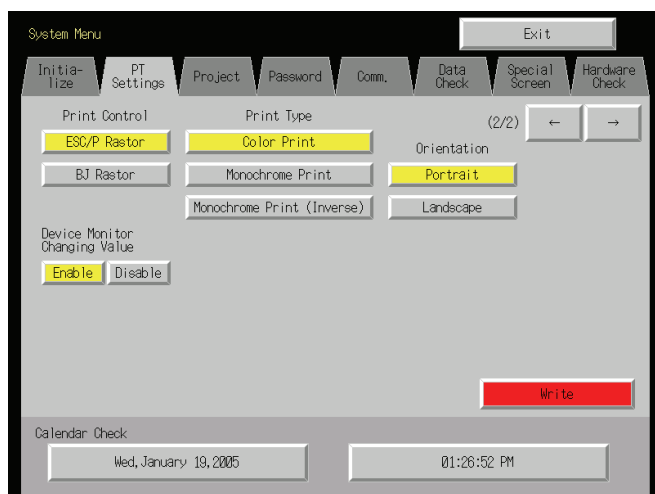 System Menu
Exit
Initia-
lize
PT
Settings
Project
Password
Comm.
Data
Check
Special
Screen
Hardware
Check
Print Control
Print Type
(2/2)
←
→
ESC/P Rastor
Color Print
Orientation
BJ Rastor
Monochrome Print
Portrait
Monochrome Print (Inverse)
Landscape
Device Monitor
Changing Value
Enable
Disable
Write
Calendar Check
Wed,January 19,2005
01:26:52 PM